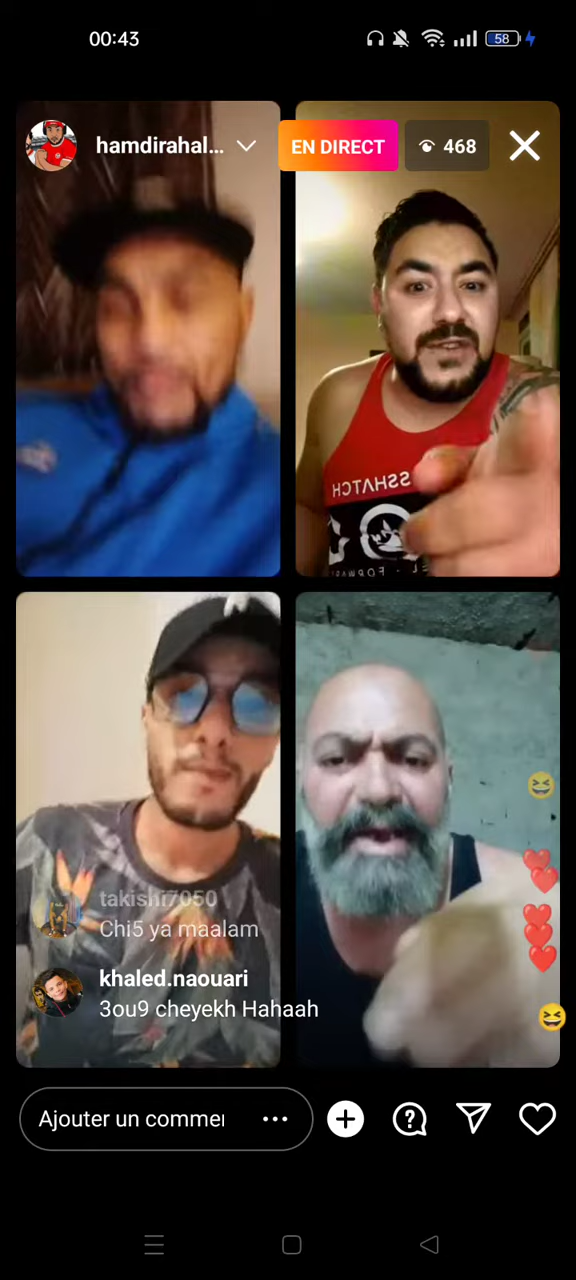 00:43
58
hamdirahal...
EN DIRECT
468
HƆTAHƧƧ
takishi7050
Chi5 ya maalam
khaled.naouari
3ou9 cheyekh Hahaah
Ajouter un commer